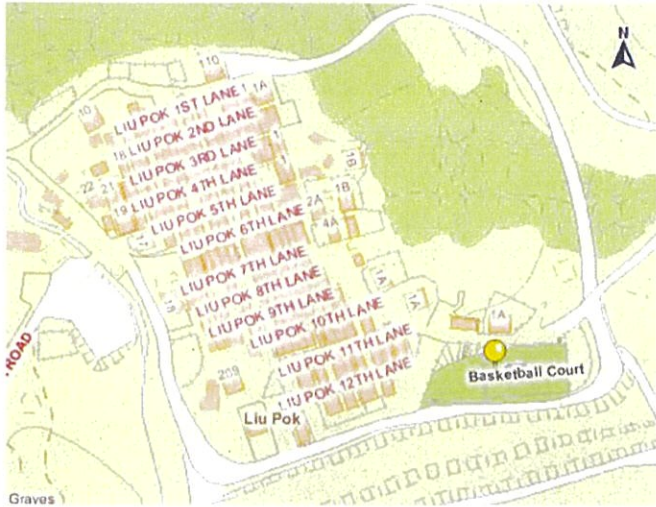 N
110
10
LIU POK 1ST LANE 1 1A
18 LIU POK 2ND LANE
LIU POK 3RD LANE 1
22 21 LIU POK 4TH LANE 1
19 LIU POK 5TH LANE
1B
1B
LIU POK 6TH LANE 2A
4A
LIU POK 7TH LANE
LIU POK 8TH LANE
1A
LIU POK 9TH LANE
1A
LIU POK 10TH LANE
1A
ROAD
LIU POK 11TH LANE
Basketball Court
209
LIU POK 12TH LANE
Liu Pok
Graves